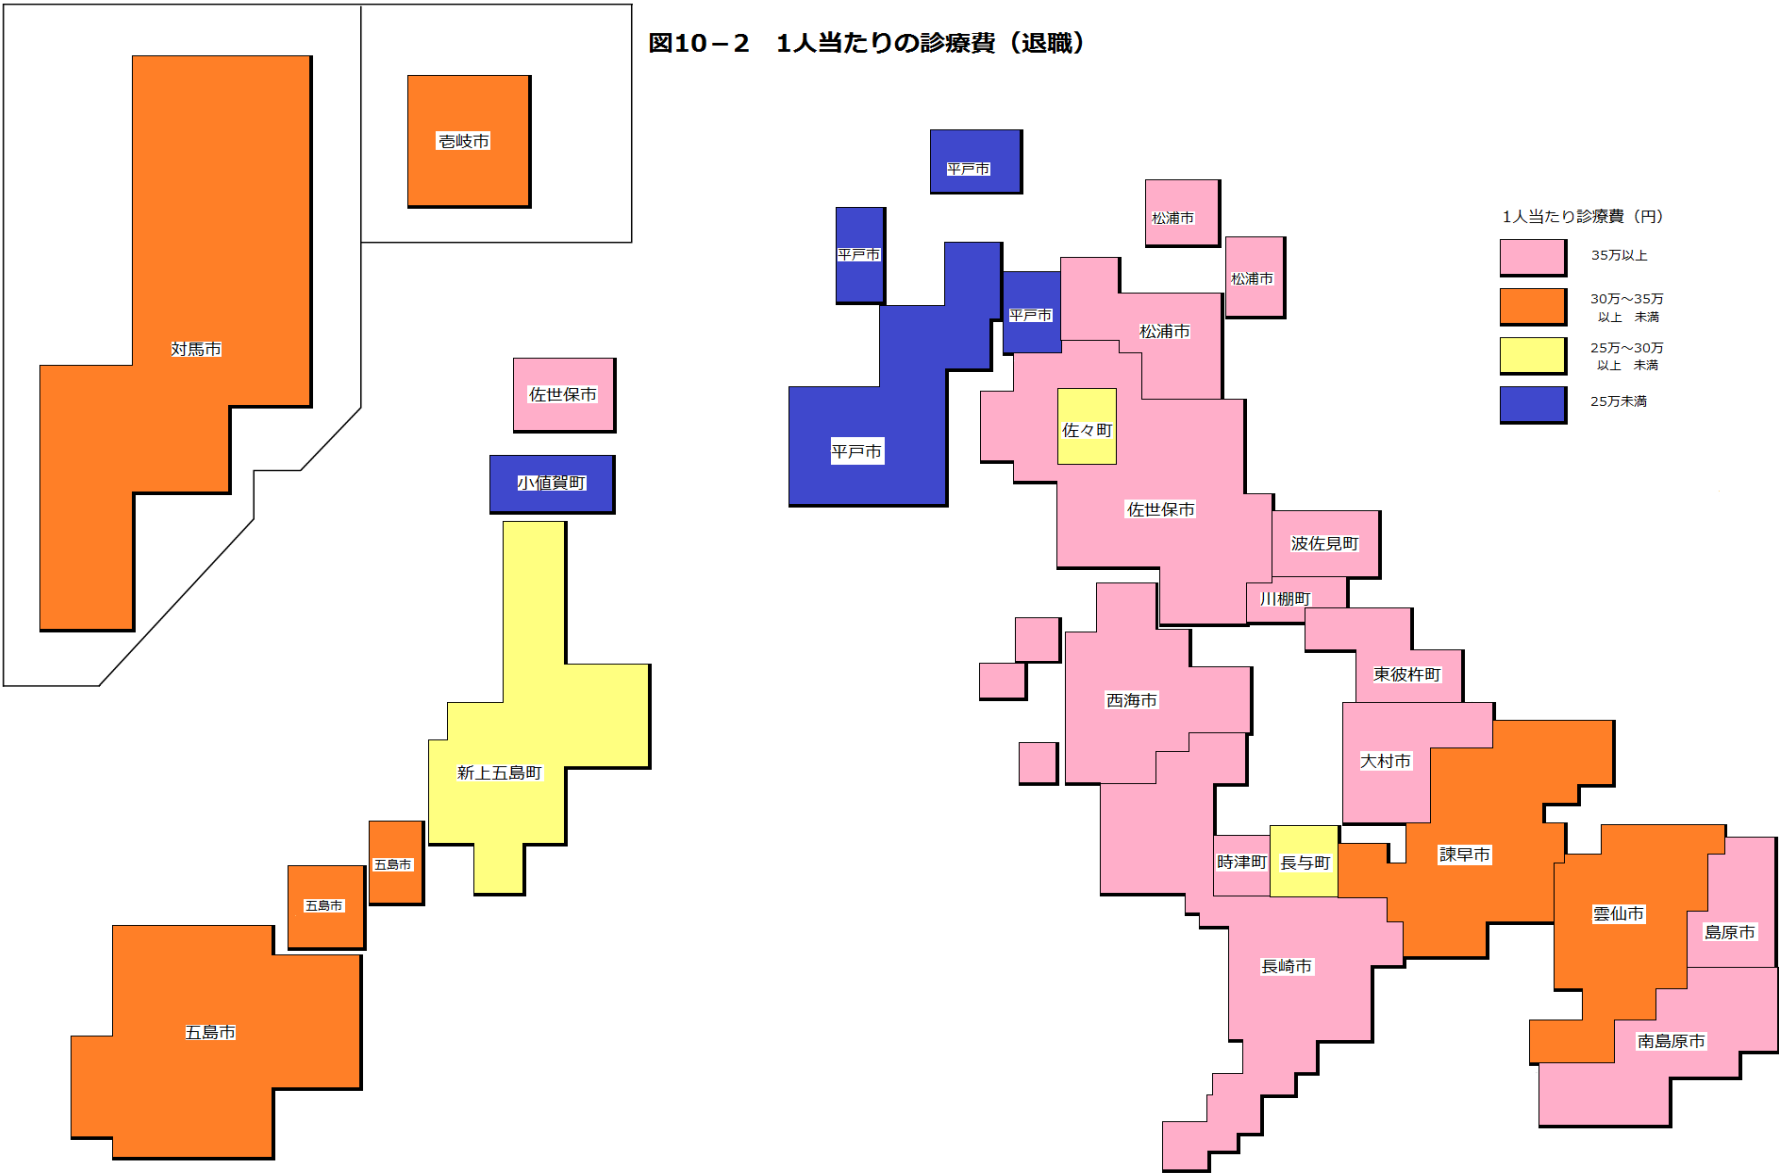 図10－2　1人当たりの診療費（退職）
壱岐市
対馬市
平戸市
平戸市
平戸市
平戸市
松浦市
松浦市
松浦市
1人当たり診療費（円）
35万以上
30万～35万
以上　未満
25万～30万
以上　未満
25万未満
佐世保市
小値賀町
佐々町
佐世保市
波佐見町
川棚町
東彼杵町
西海市
新上五島町
大村市
五島市
五島市
五島市
時津町
長与町
諫早市
雲仙市
島原市
長崎市
南島原市